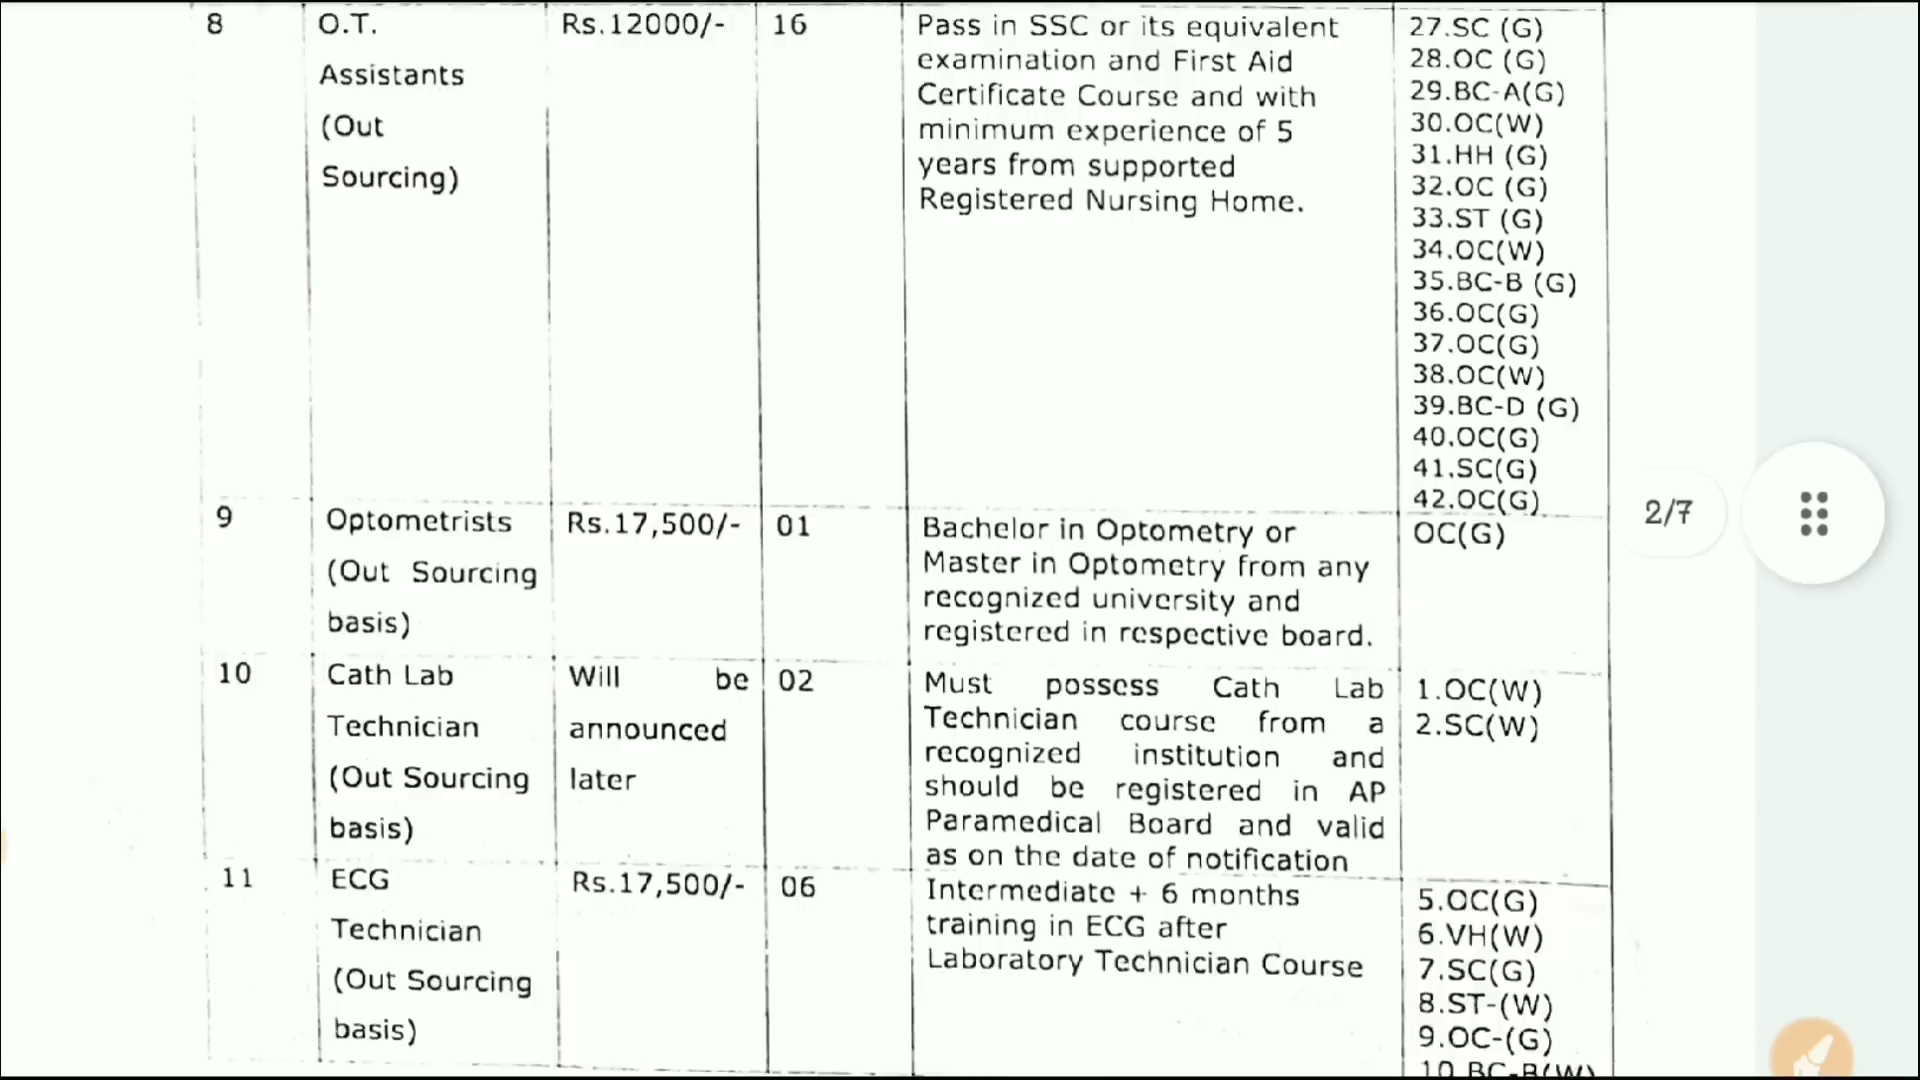 8
O.T.
Assistants
(Out
Sourcing)
Rs.12000/-
16
Pass in SSC or its equivalent
examination and First Aid
Certificate Course and with
minimum experience of 5
years from supported
Registered Nursing Home.
27.SC (G)
28.OC (G)
29.BC-A(G)
30.OC(W)
31.HH (G)
32.OC (G)
33.ST (G)
34.OC(W)
35.BC-B (G)
36.OC(G)
37.OC(G)
38.OC(W)
39.BC-D (G)
40.OC(G)
41.SC(G)
42.OC(G)
9
Optometrists
(Out Sourcing
basis)
Rs.17,500/-
01
Bachelor in Optometry or
Master in Optometry from any
recognized university and
registered in respective board.
OC(G)
10
Cath Lab
Technician
(Out Sourcing
basis)
Will be
announced
later
02
Must possess Cath Lab
Technician course from a
recognized institution and
should be registered in AP
Paramedical Board and valid
as on the date of notification
1.OC(W)
2.SC(W)
11
ECG
Technician
(Out Sourcing
basis)
Rs.17,500/-
06
Intermediate + 6 months
training in ECG after
Laboratory Technician Course
5.OC(G)
6.VH(W)
7.SC(G)
8.ST-(W)
9.OC-(G)
10.BC-B(W)
2/7